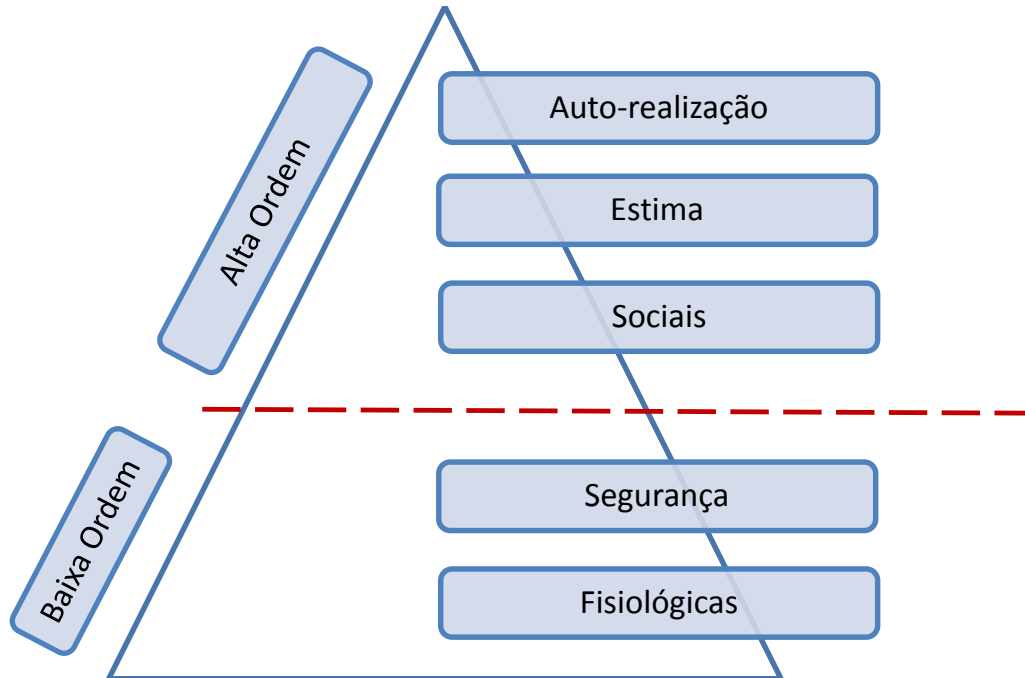 Auto-realização
Alta Ordem
Estima
Sociais
Segurança
Baixa Ordem
Fisiológicas